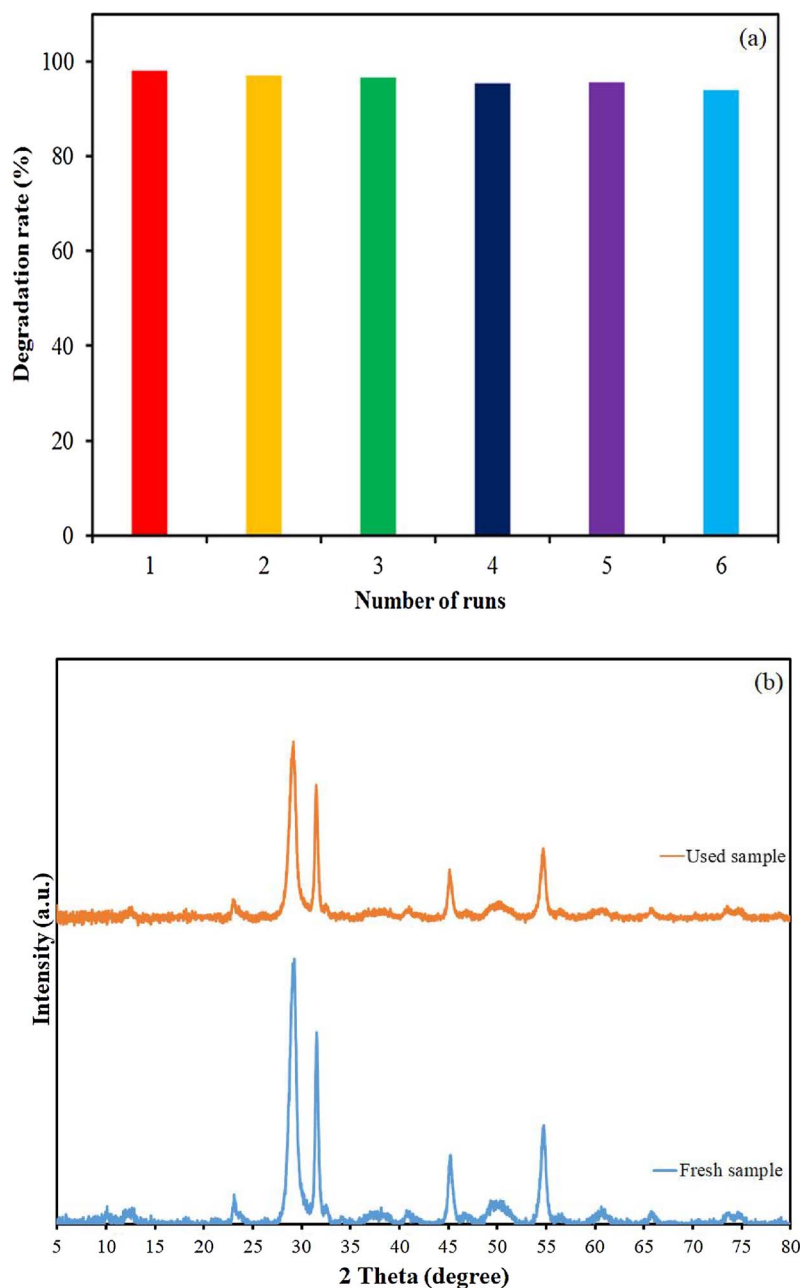 (a)
Degradation rate (%)
100
80
60
40
20
0
1 2 3 4 5 6
Number of runs
(b)
Intensity (a.u.)
Used sample
Fresh sample
5 10 15 20 25 30 35 40 45 50 55 60 65 70 75 80
2 Theta (degree)